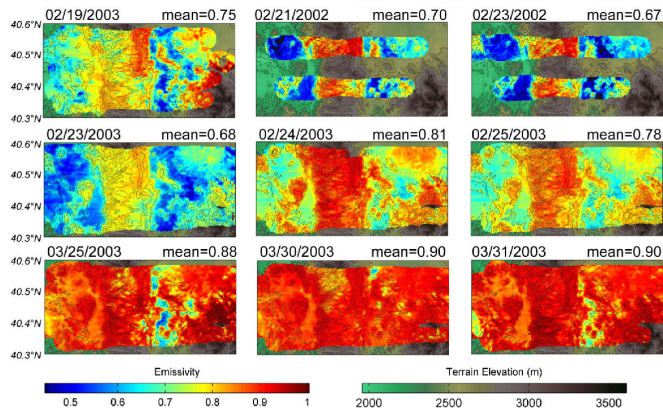 02/19/2003 mean=0.75 02/21/2002 mean=0.70 02/23/2002 mean=0.67
40.6°N
40.5°N
40.4°N
40.3°N
02/23/2003 mean=0.68 02/24/2003 mean=0.81 02/25/2003 mean=0.78
40.6°N
40.5°N
40.4°N
40.3°N
03/25/2003 mean=0.88 03/30/2003 mean=0.90 03/31/2003 mean=0.90
40.6°N
40.5°N
40.4°N
40.3°N
Emissivity Terrain Elevation (m)
0.5 0.6 0.7 0.8 0.9 1 2000 2500 3000 3500